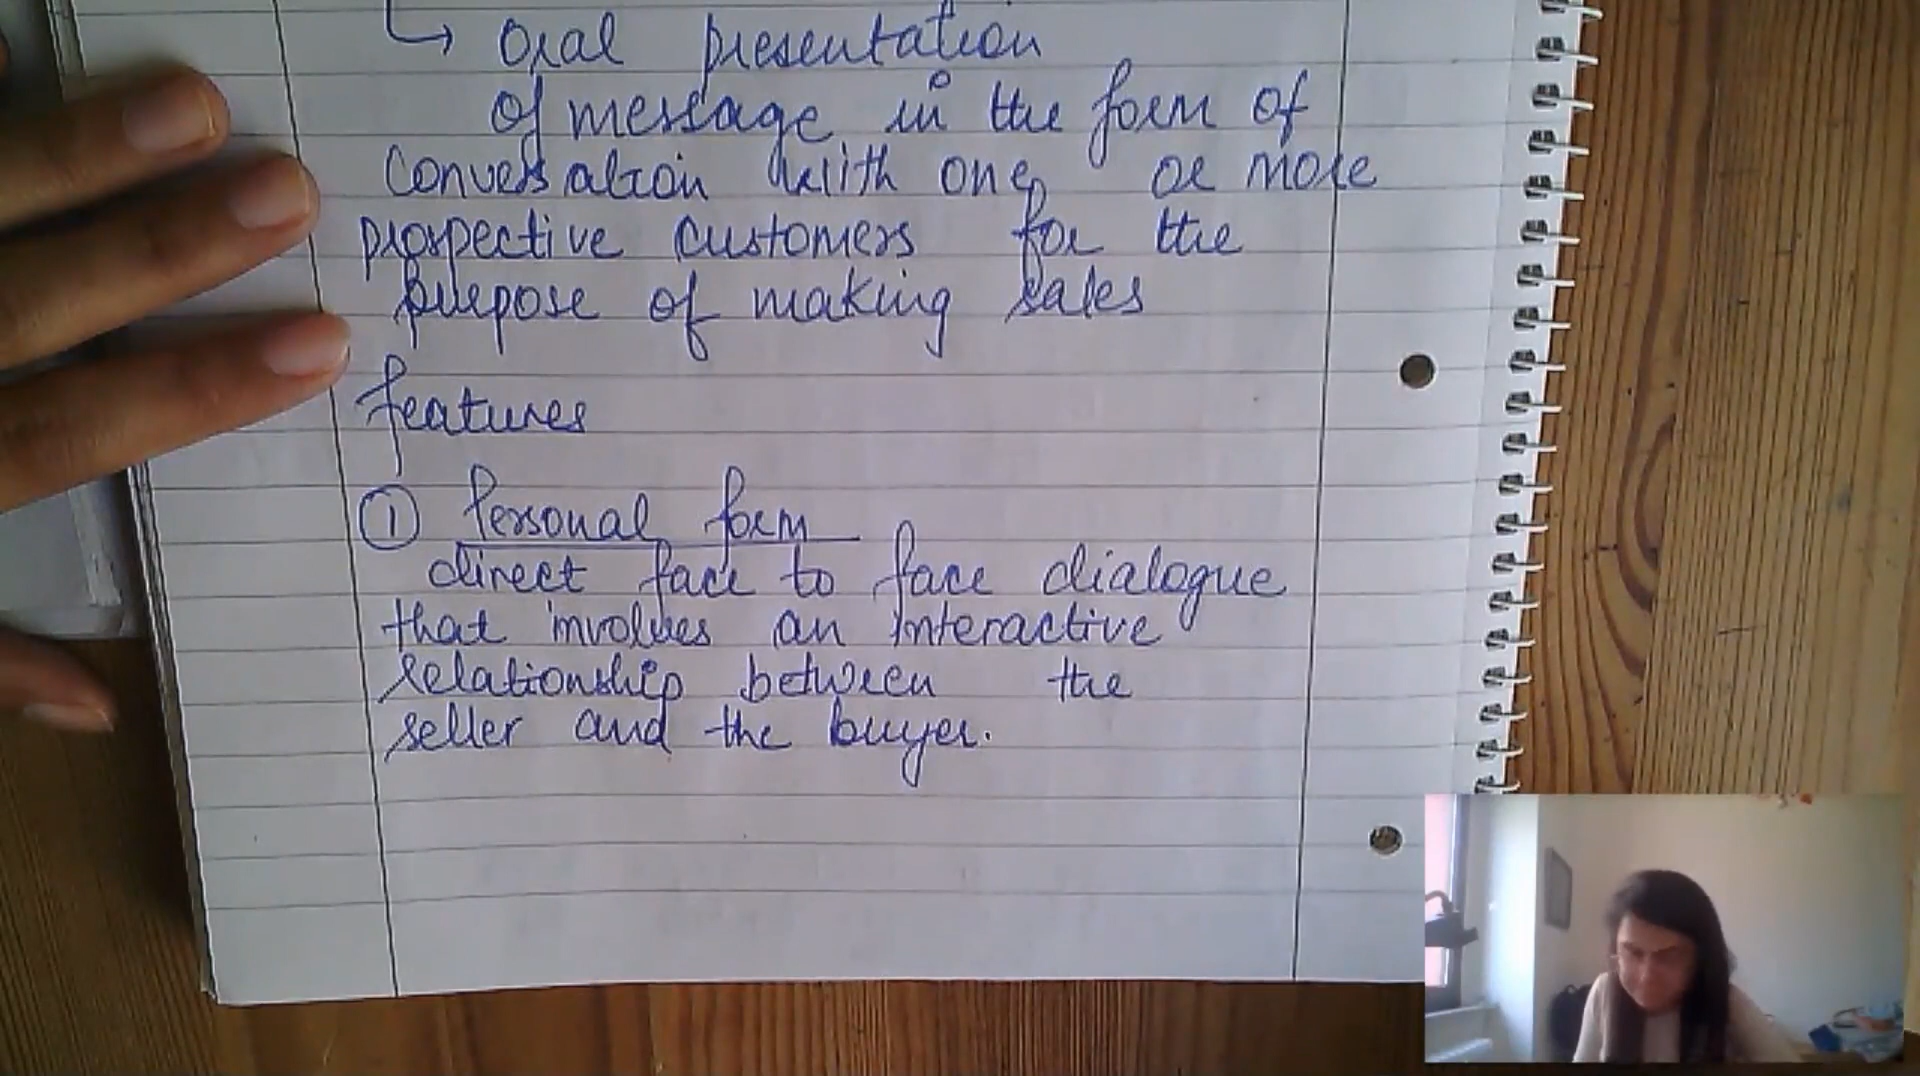 ↳ Oral presentation
of message in the form of
conversation with one or more
prospective customers for the
purpose of making sales
features
① Personal form
direct face to face dialogue
that involves an interactive
relationship between the
seller and the buyer.